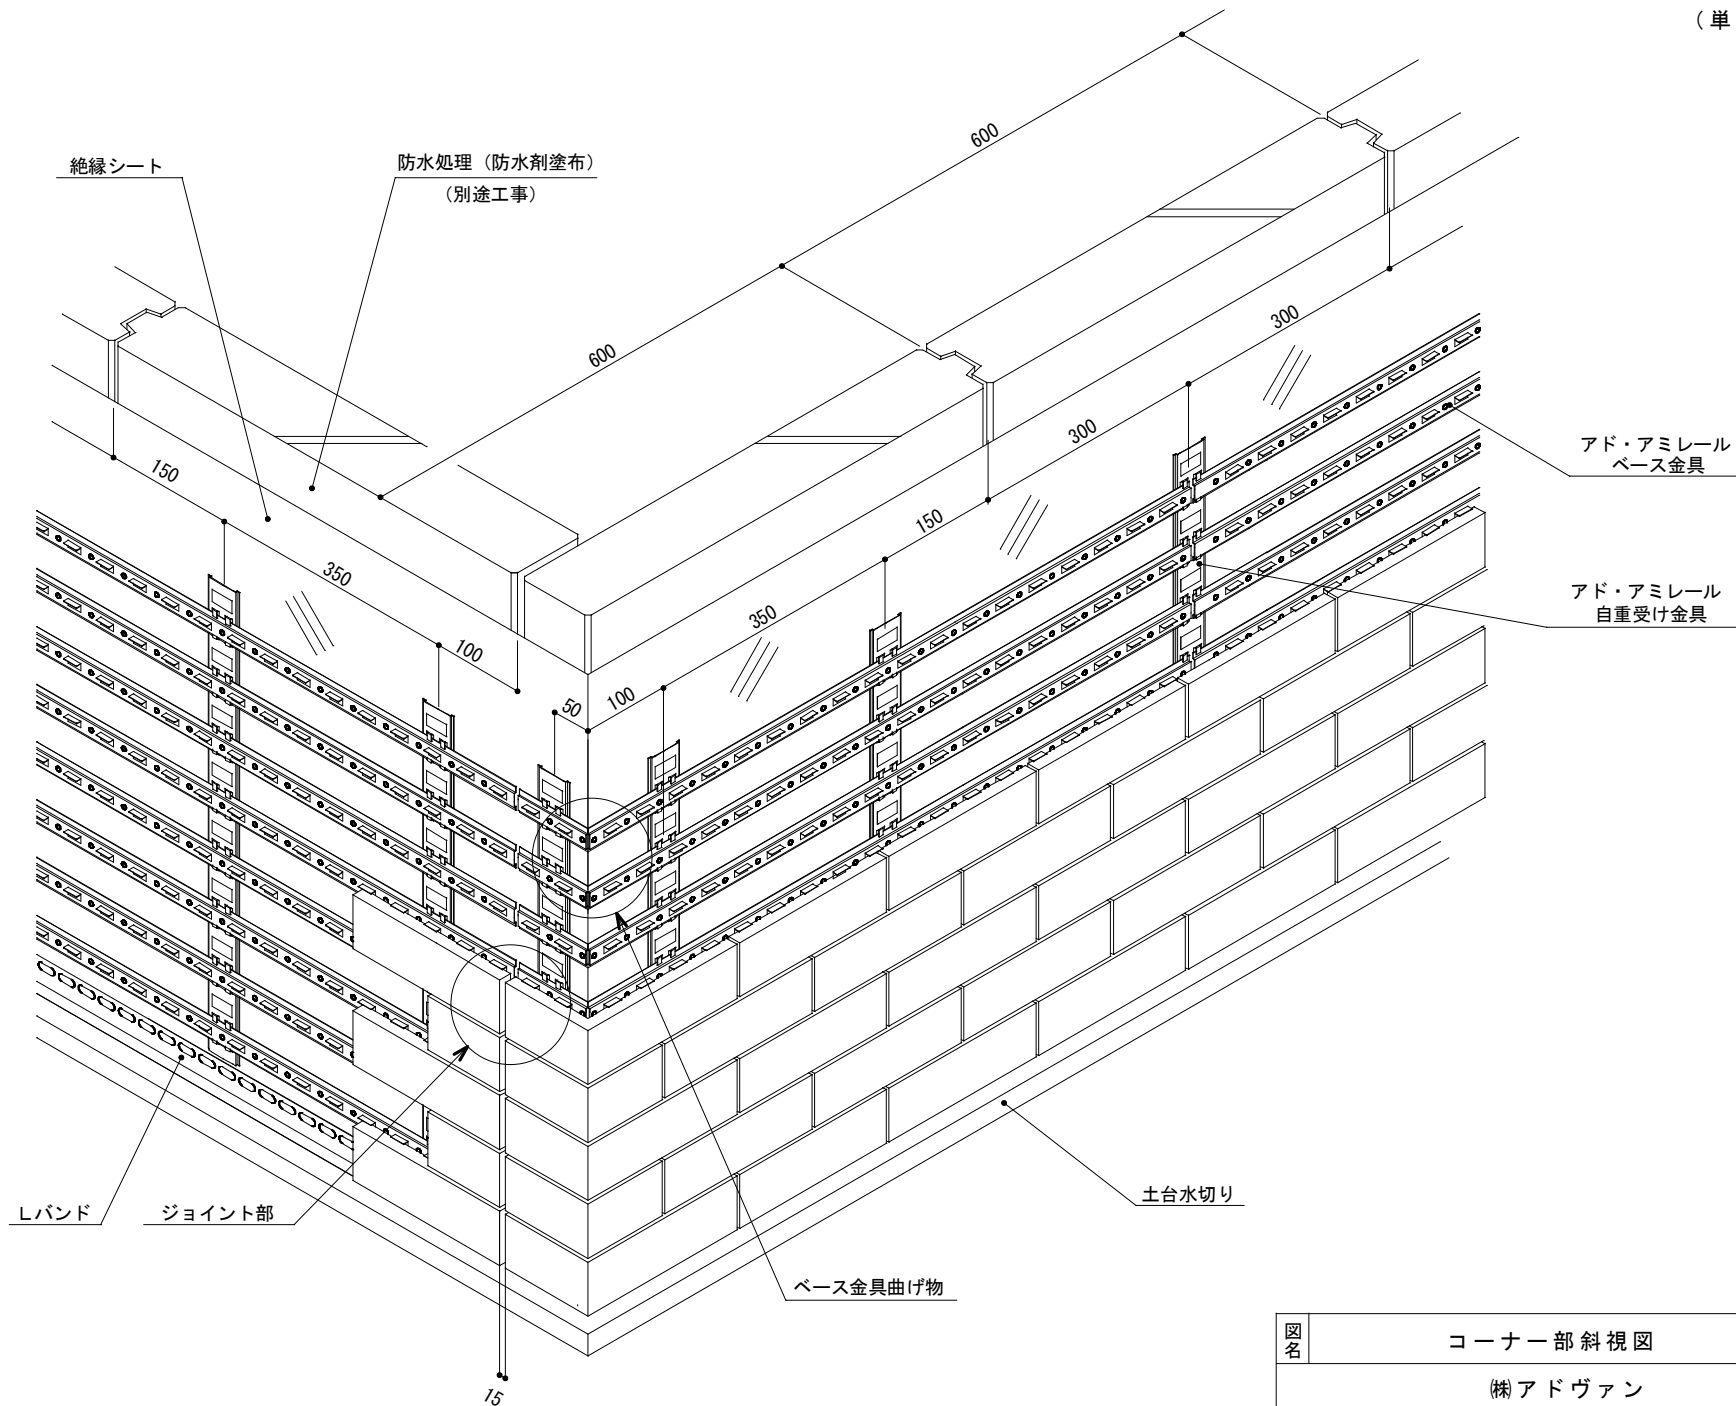 （単
600
絶縁シート
防水処理（防水剤塗布）
（別途工事）
600
300
150
300
アド・アミレール
ベース金具
350
150
100
350
アド・アミレール
自重受け金具
50
100
Ｌバンド
ジョイント部
土台水切り
ベース金具曲げ物
図名
コーナー部斜視図
㈱アドヴァン
15